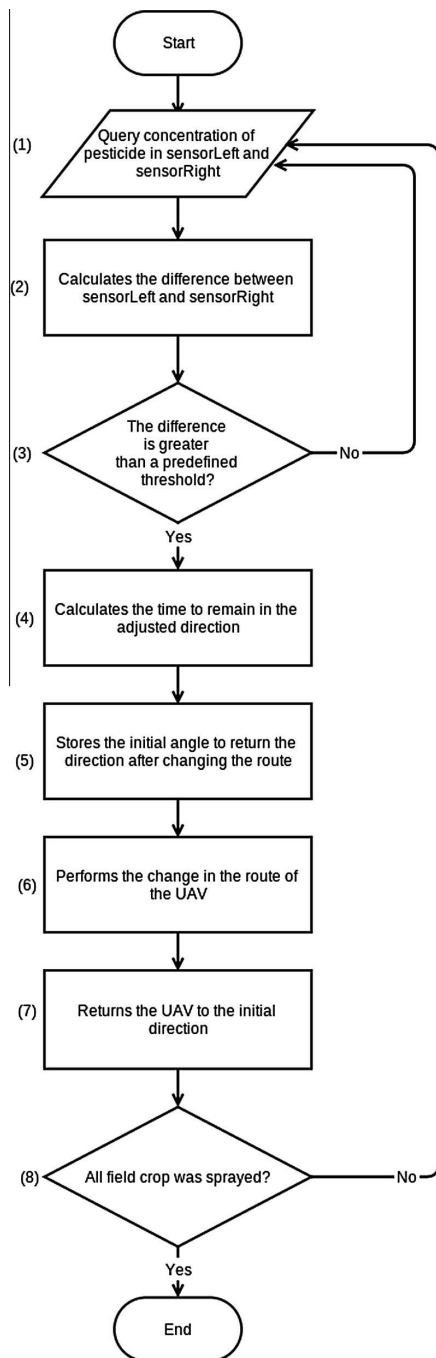 Start
(1)
Query concentration of
pesticide in sensorLeft and
sensorRight
(2)
Calculates the difference between
sensorLeft and sensorRight
(3)
The difference
is greater
than a predefined
threshold?
No
Yes
(4)
Calculates the time to remain in the
adjusted direction
(5)
Stores the initial angle to return the
direction after changing the route
(6)
Performs the change in the route of
the UAV
(7)
Returns the UAV to the initial
direction
(8)
All field crop was sprayed?
No
Yes
End